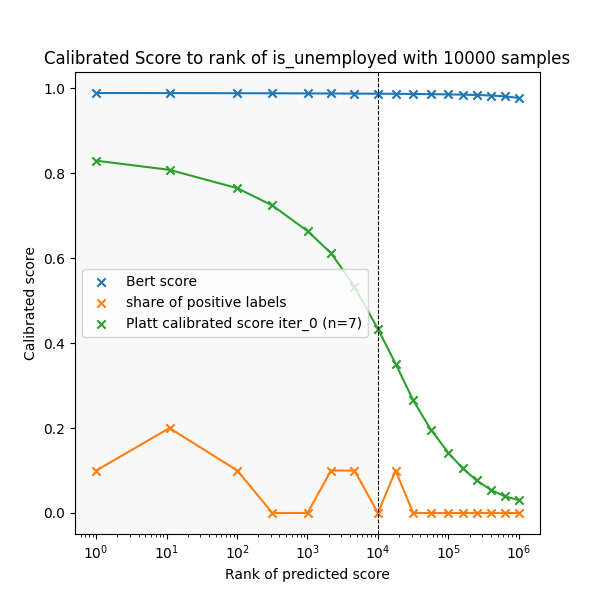 Calibrated Score to rank of is_unemployed with 10000 samples
1.0
0.8
0.6
0.4
0.2
0.0
Calibrated score
Bert score
share of positive labels
Platt calibrated score iter_0 (n=7)
10⁰
10¹
10²
10³
10⁴
10⁵
10⁶
Rank of predicted score